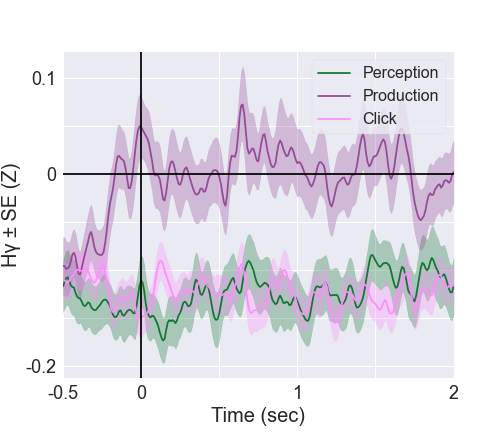 Perception
Production
Click
0.1
0
-0.2
Hγ ± SE (Z)
-0.5
0
1
2
Time (sec)